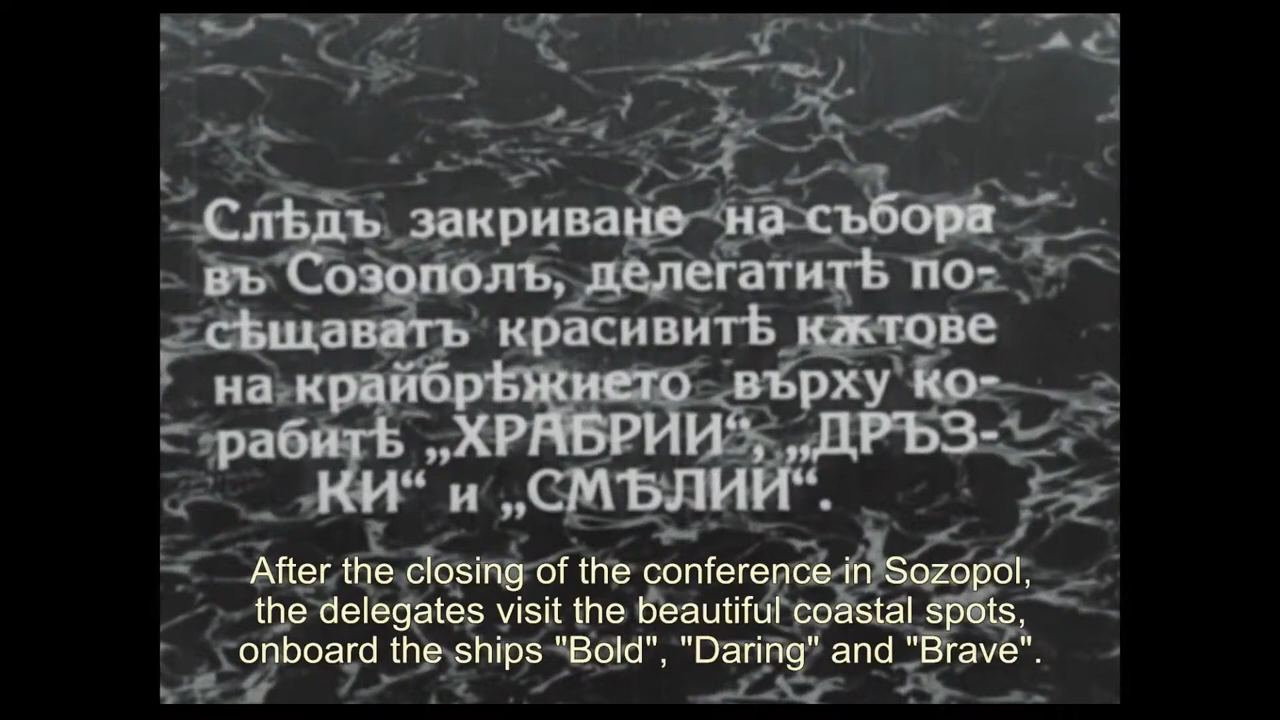 Слѣдъ закриване на събора
въ Созополъ, делегатитѣ по-
сѣщаватъ красивитѣ кѫтове
на крайбрѣжието върху ко-
рабитѣ „ХРАБРИИ“, „ДРЪЗ-
КИ“ и „СМѢЛИИ“.
After the closing of the conference in Sozopol,
the delegates visit the beautiful coastal spots,
onboard the ships "Bold", "Daring" and "Brave".